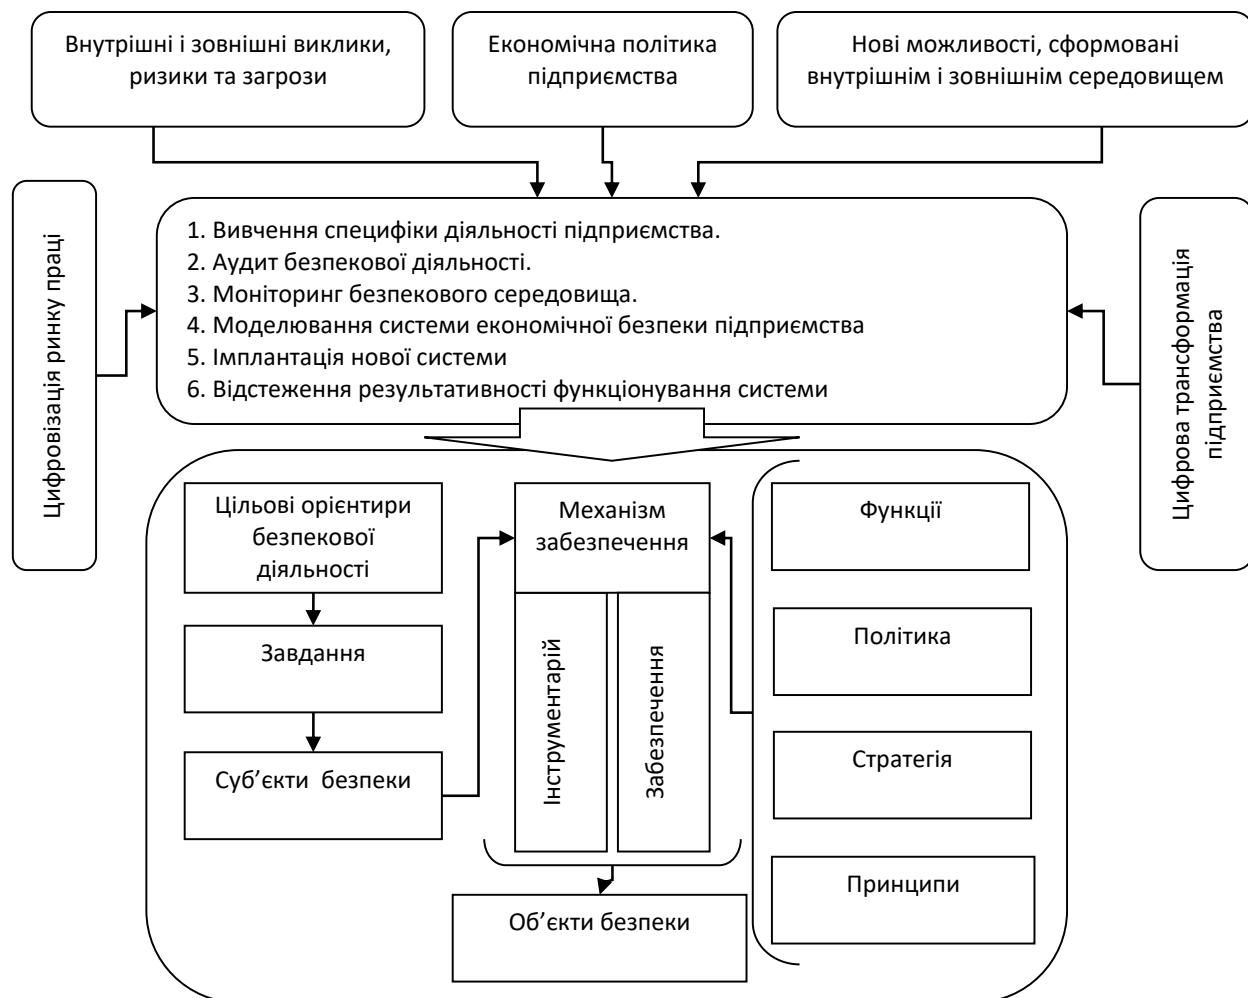 Внутрішні і зовнішні виклики,
ризики та загрози
Економічна політика
підприємства
Нові можливості, сформовані
внутрішнім і зовнішнім середовищем
Цифровізація ринку праці
1. Вивчення специфіки діяльності підприємства.
2. Аудит безпекової діяльності.
3. Моніторинг безпекового середовища.
4. Моделювання системи економічної безпеки підприємства
5. Імплантація нової системи
6. Відстеження результативності функціонування системи
Цифрова трансформація
підприємства
Цільові орієнтири
безпекової
діяльності
Завдання
Суб’єкти безпеки
Механізм
забезпечення
Інструментарій
Забезпечення
Об’єкти безпеки
Функції
Політика
Стратегія
Принципи